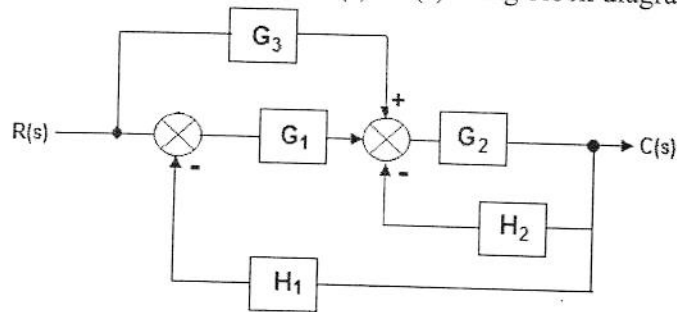 (s) (s) g
G₃
+
R(s)
G₁
G₂
C(s)
-
-
H₂
H₁